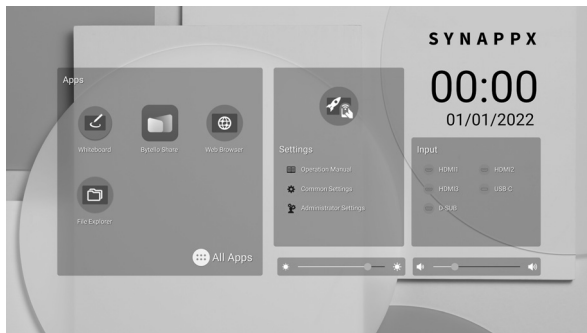 SYNAPPX
00:00
01/01/2022
Apps
Whiteboard
Bytello Share
Web Browser
File Explorer
All Apps
Settings
Operation Manual
Common Settings
Administrator Settings
Input
HDMI1
HDMI2
HDMI3
USB C
D-SUB